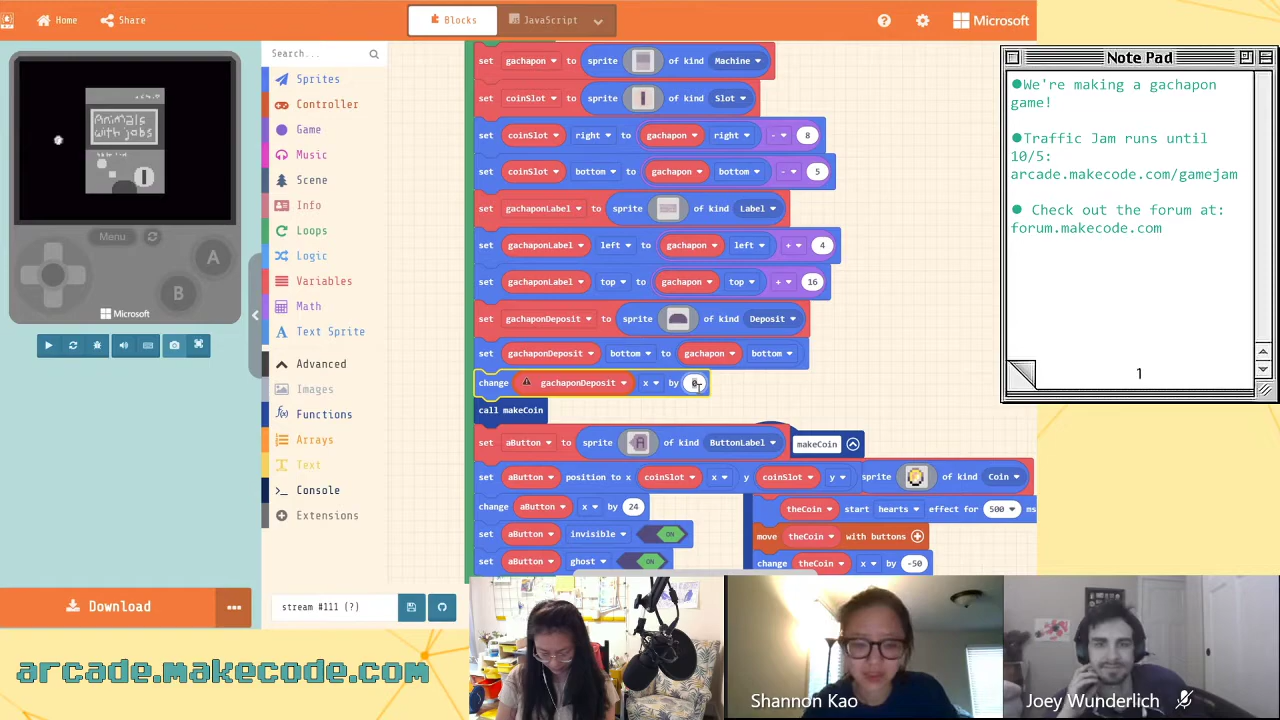 Home
Share
Blocks
JavaScript
Microsoft
Animals
with jobs
Menu
A
B
Microsoft
Download
Search...
Sprites
Controller
Game
Music
Scene
Info
Loops
Logic
Variables
Math
Text Sprite
Advanced
Images
Functions
Arrays
Text
Console
Extensions
set gachapon to sprite of kind Machine
set coinSlot to sprite of kind Slot
set coinSlot right to gachapon right - 8
set coinSlot bottom to gachapon bottom - 5
set gachaponLabel to sprite of kind Label
set gachaponLabel left to gachapon left + 4
set gachaponLabel top to gachapon top + 16
set gachaponDeposit to sprite of kind Deposit
set gachaponDeposit bottom to gachapon bottom
change gachaponDeposit x by 0
call makeCoin
set aButton to sprite A of kind ButtonLabel
set aButton position to x coinSlot x y coinSlot y
change aButton x by 24
set aButton invisible ON
set aButton ghost ON
makeCoin
sprite of kind Coin
theCoin start hearts effect for 500 ms
move theCoin with buttons
change theCoin x by -50
stream #111 (?)
Note Pad
●We're making a gachapon
game!
●Traffic Jam runs until
10/5:
arcade.makecode.com/gamejam
● Check out the forum at:
forum.makecode.com
1
arcade.makecode.com
Shannon Kao
Joey Wunderlich